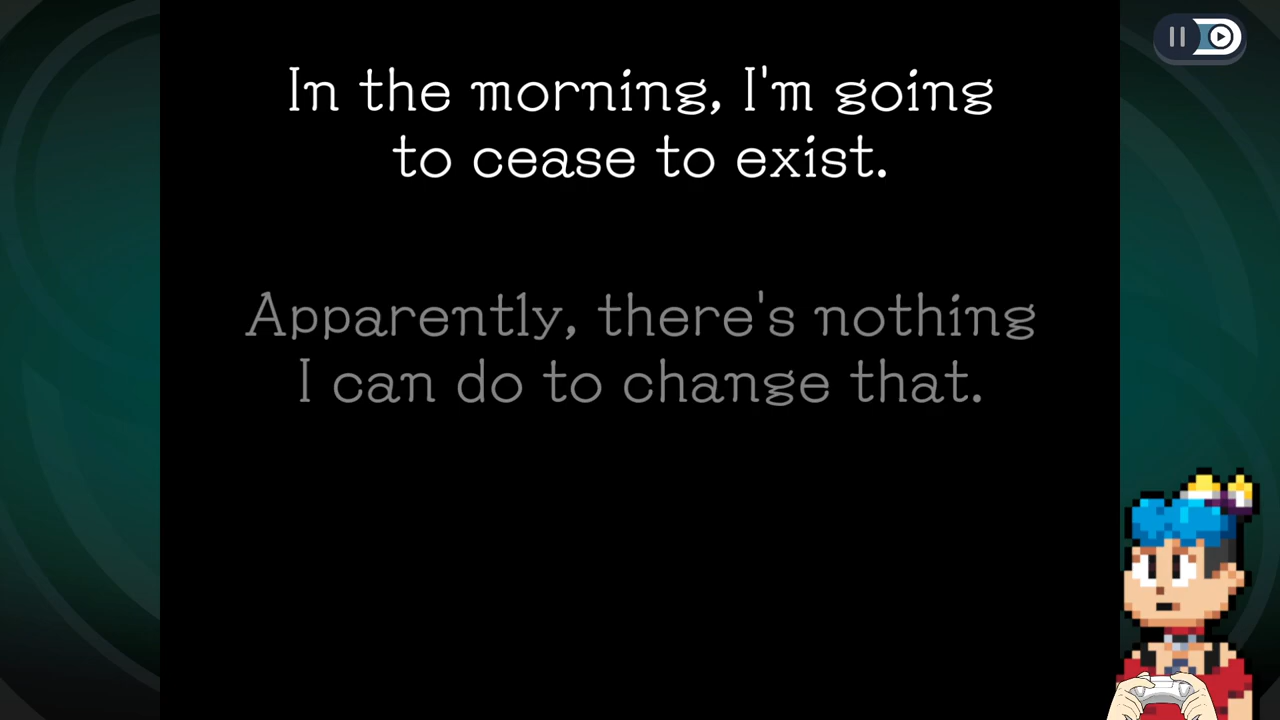 In the morning, I'm going
to cease to exist.
Apparently, there's nothing
I can do to change that.